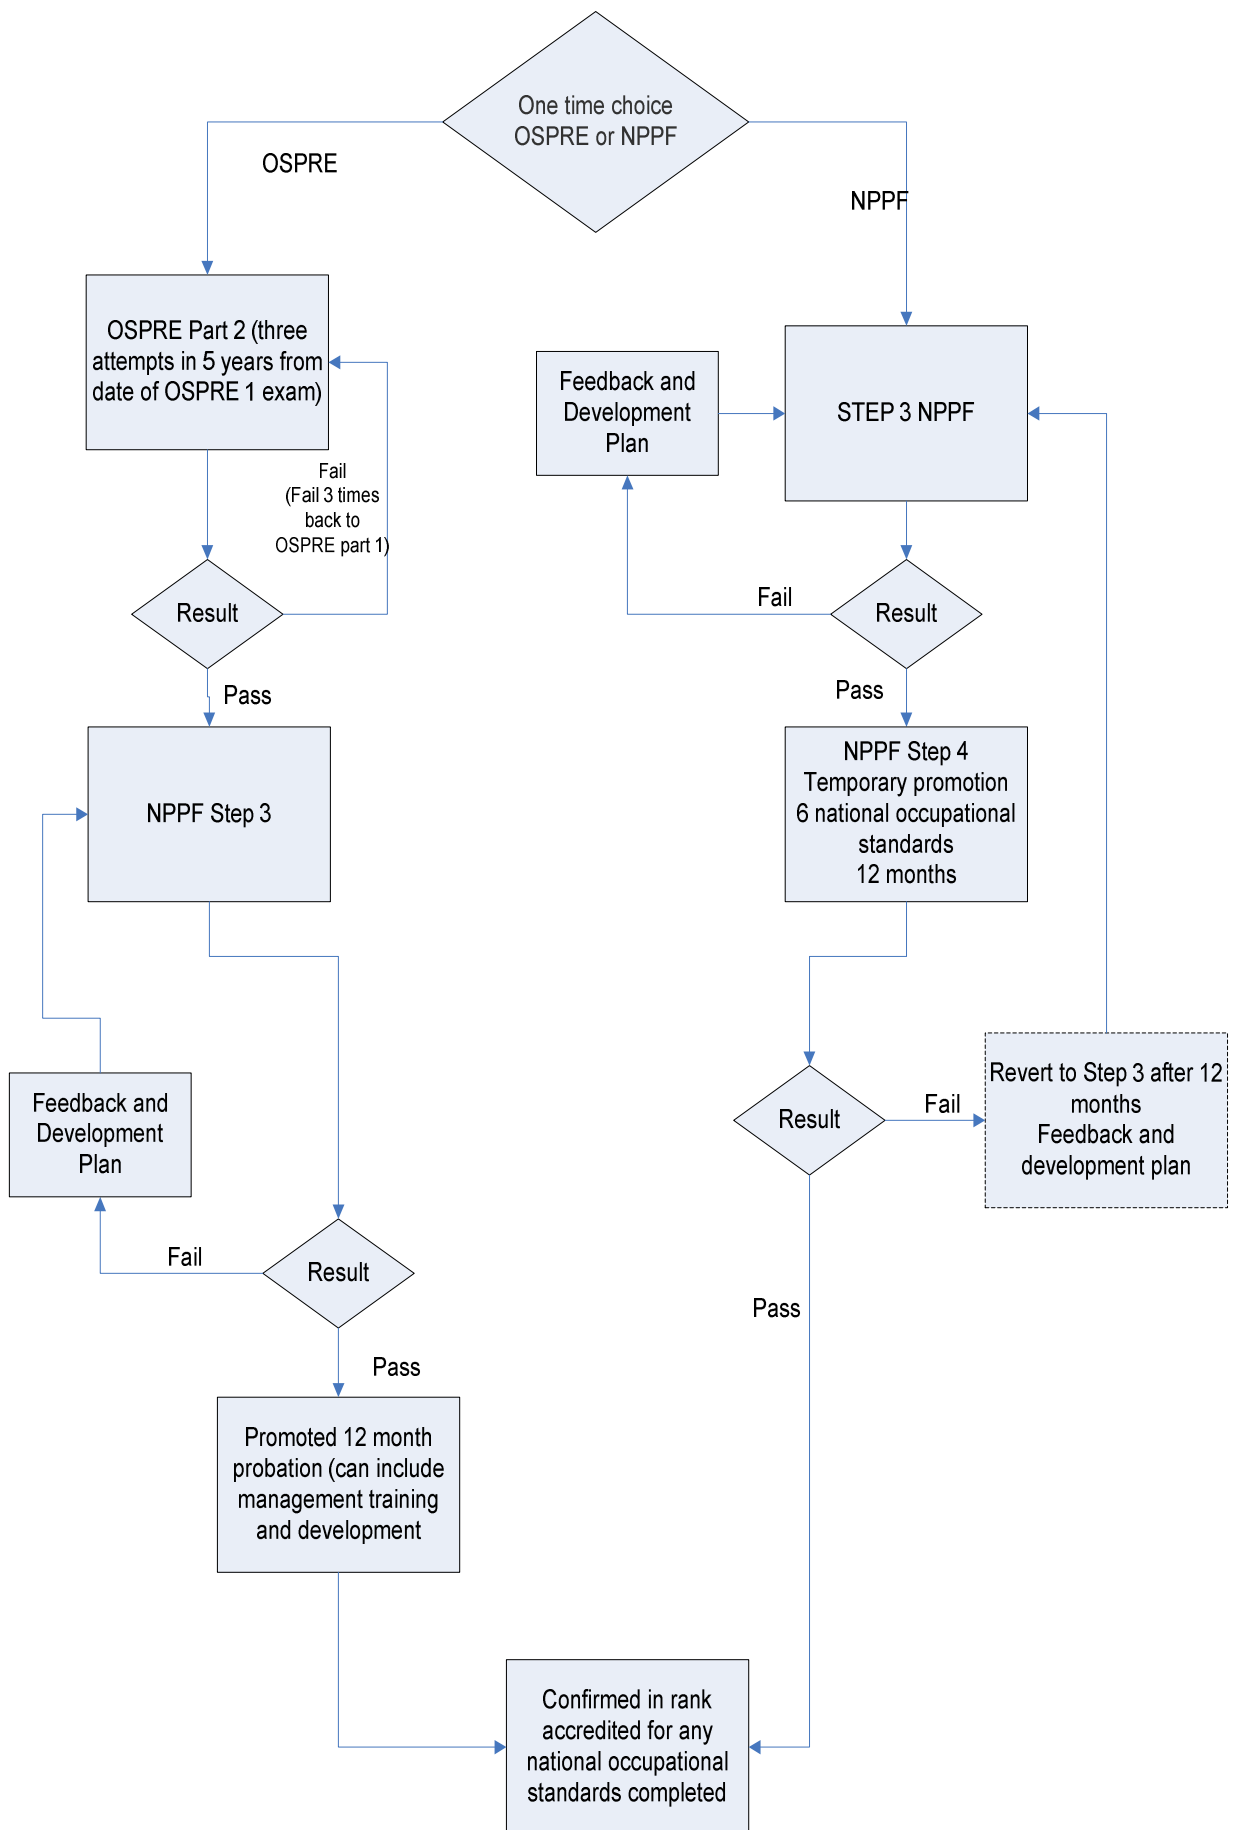 One time choice
OSPRE or NPPF
OSPRE
NPPF
OSPRE Part 2 (three
attempts in 5 years from
date of OSPRE 1 exam)
Feedback and
Development
Plan
STEP 3 NPPF
Fail
(Fail 3 times
back to
OSPRE part 1)
Result
Fail
Result
Pass
Pass
NPPF Step 3
NPPF Step 4
Temporary promotion
6 national occupational
standards
12 months
Feedback and
Development
Plan
Result
Fail
Revert to Step 3 after 12
months
Feedback and
development plan
Fail
Result
Pass
Pass
Promoted 12 month
probation (can include
management training
and development
Confirmed in rank
accredited for any
national occupational
standards completed